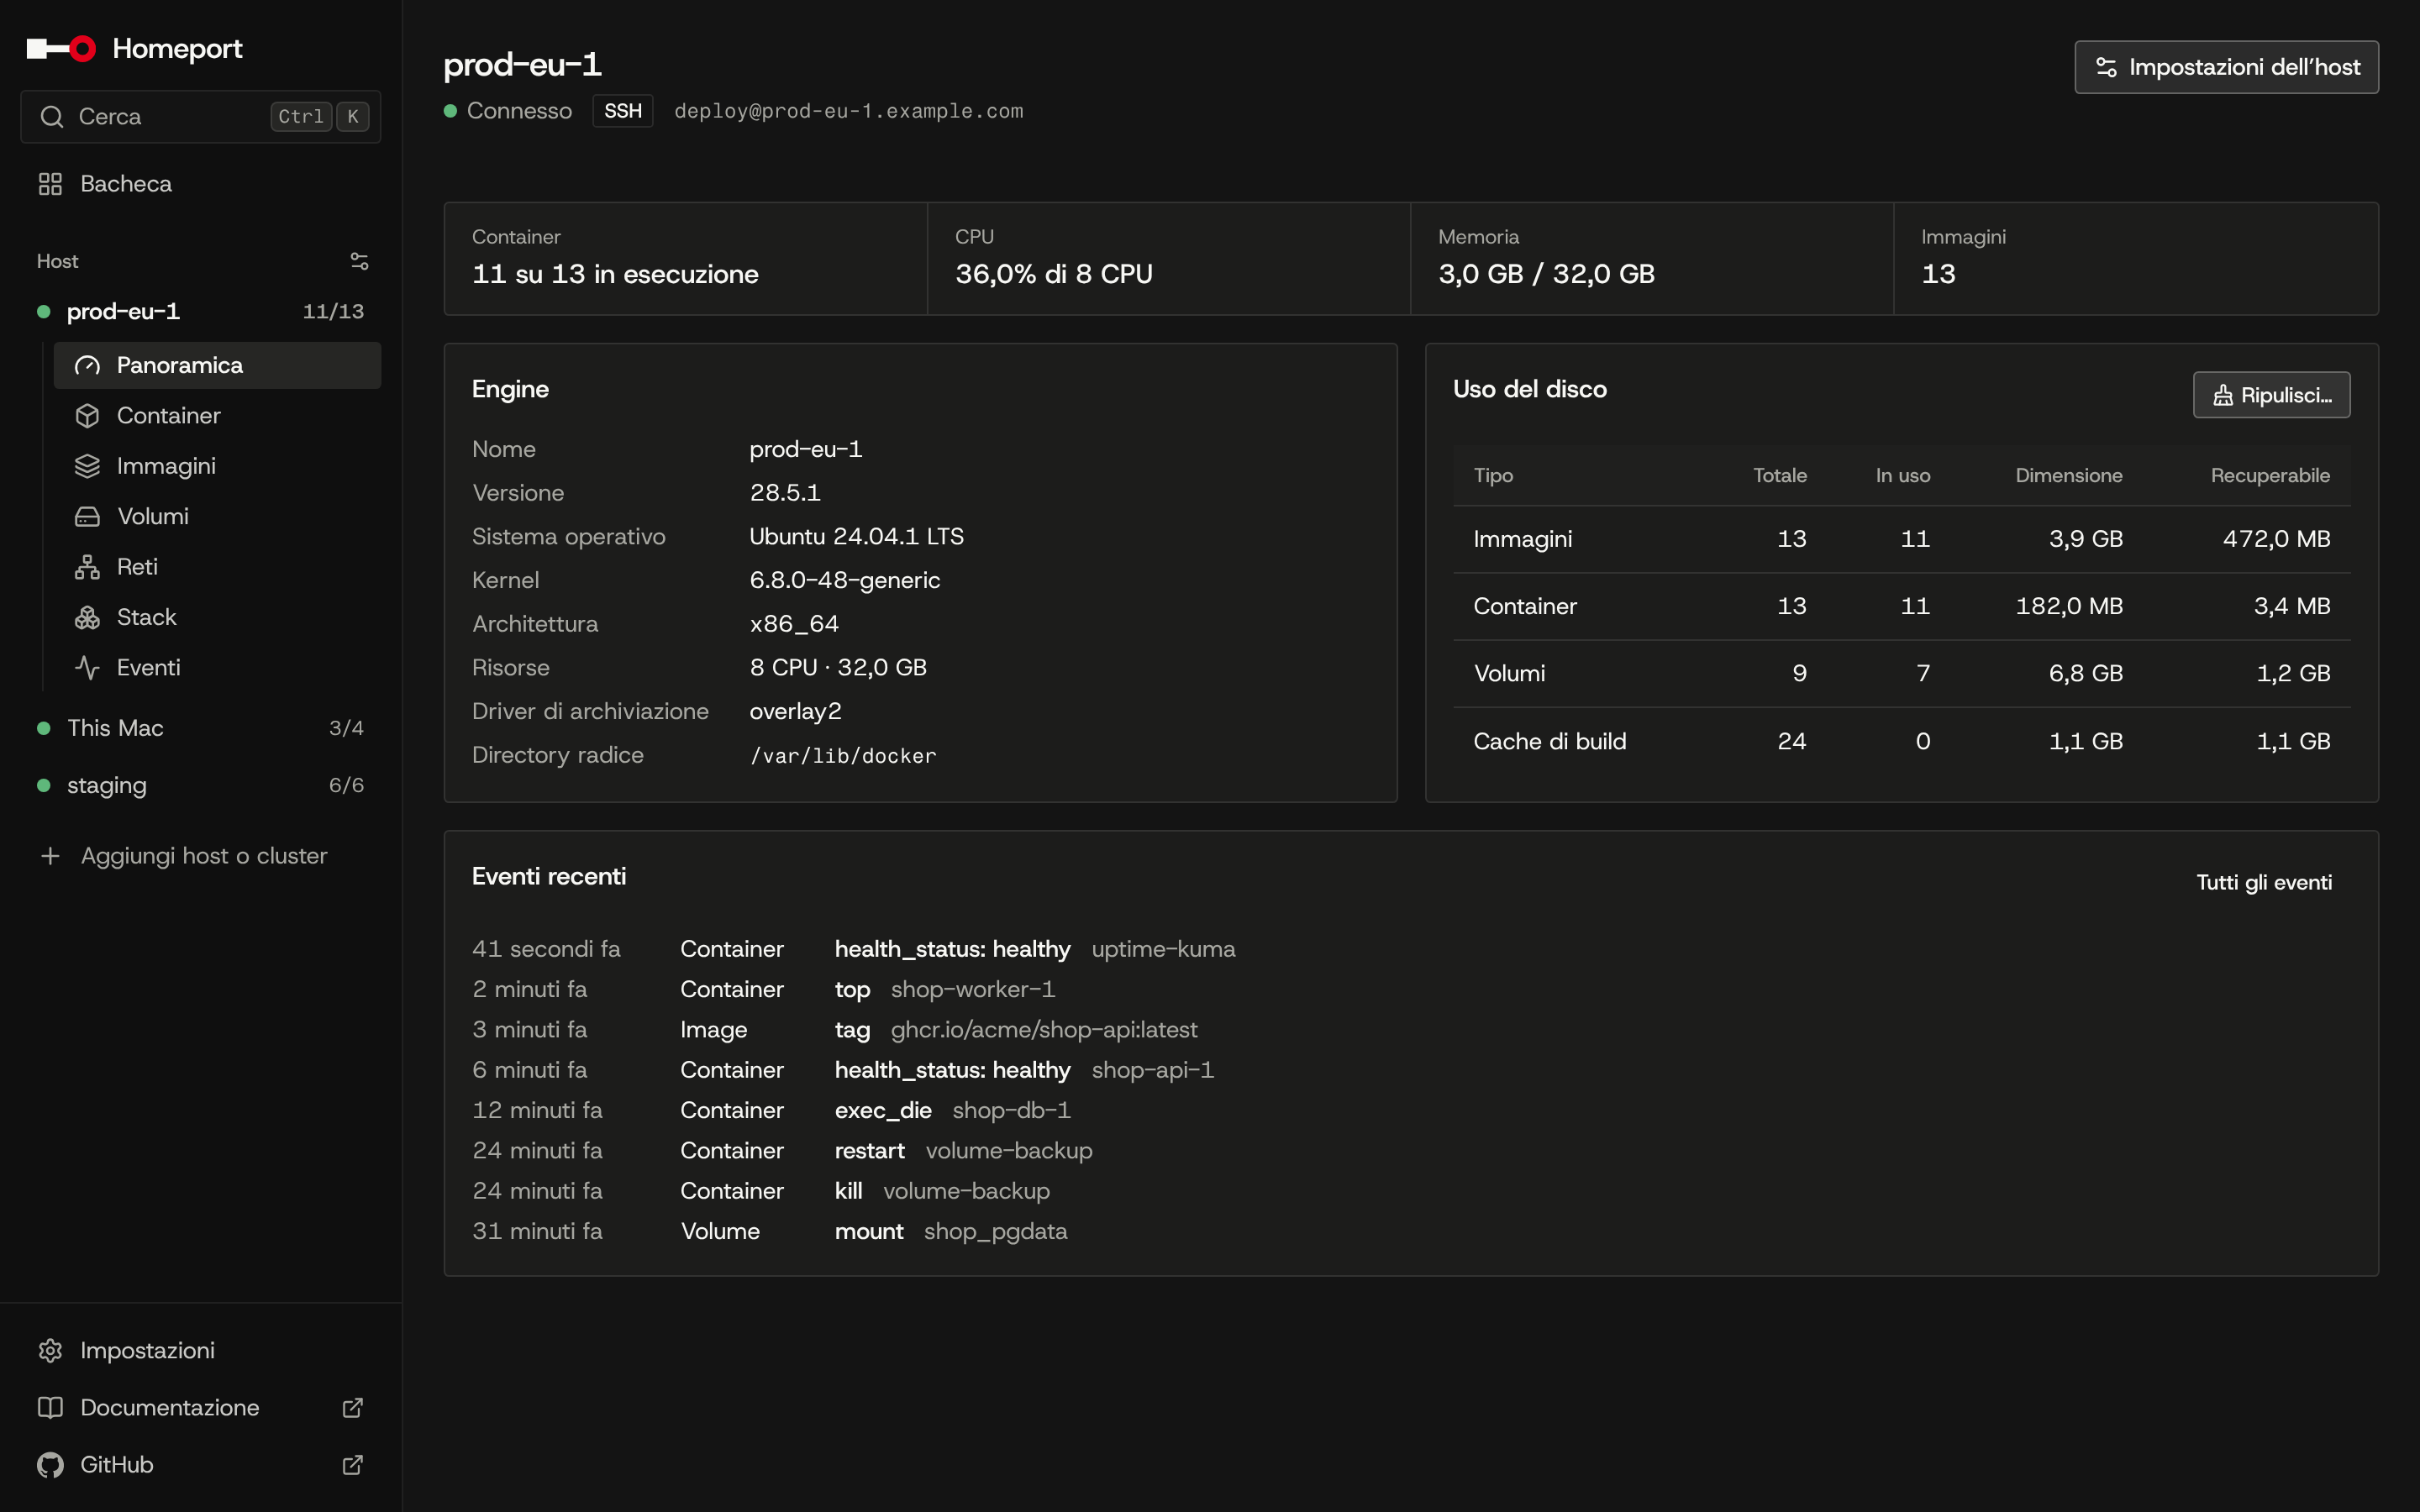 Homeport
Cerca Ctrl K
Bacheca
Host
prod-eu-1 11/13
Panoramica
Container
Immagini
Volumi
Reti
Stack
Eventi
This Mac 3/4
staging 6/6
Aggiungi host o cluster
Impostazioni
Documentazione
GitHub
prod-eu-1
Connesso SSH deploy@prod-eu-1.example.com
Impostazioni dell’host
Container
11 su 13 in esecuzione
CPU
36,0% di 8 CPU
Memoria
3,0 GB / 32,0 GB
Immagini
13
Engine
Nome prod-eu-1
Versione 28.5.1
Sistema operativo Ubuntu 24.04.1 LTS
Kernel 6.8.0-48-generic
Architettura x86_64
Risorse 8 CPU · 32,0 GB
Driver di archiviazione overlay2
Directory radice /var/lib/docker
Uso del disco
Ripulisci…
Tipo Totale In uso Dimensione Recuperabile
Immagini 13 11 3,9 GB 472,0 MB
Container 13 11 182,0 MB 3,4 MB
Volumi 9 7 6,8 GB 1,2 GB
Cache di build 24 0 1,1 GB 1,1 GB
Eventi recenti
Tutti gli eventi
41 secondi fa Container health_status: healthy uptime-kuma
2 minuti fa Container top shop-worker-1
3 minuti fa Image tag ghcr.io/acme/shop-api:latest
6 minuti fa Container health_status: healthy shop-api-1
12 minuti fa Container exec_die shop-db-1
24 minuti fa Container restart volume-backup
24 minuti fa Container kill volume-backup
31 minuti fa Volume mount shop_pgdata